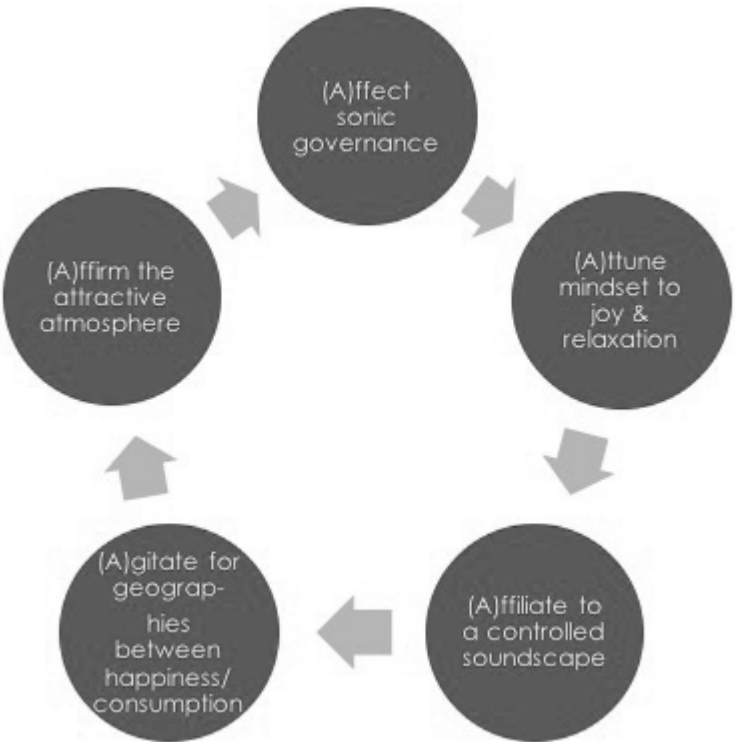 (A)ffect
sonic
governance
(A)ttune
mindset to
joy &
relaxation
(A)ffiliate to
a controlled
soundscape
(A)gitate for
geograp-
hies
between
happiness/
consumption
(A)ffirm the
attractive
atmosphere